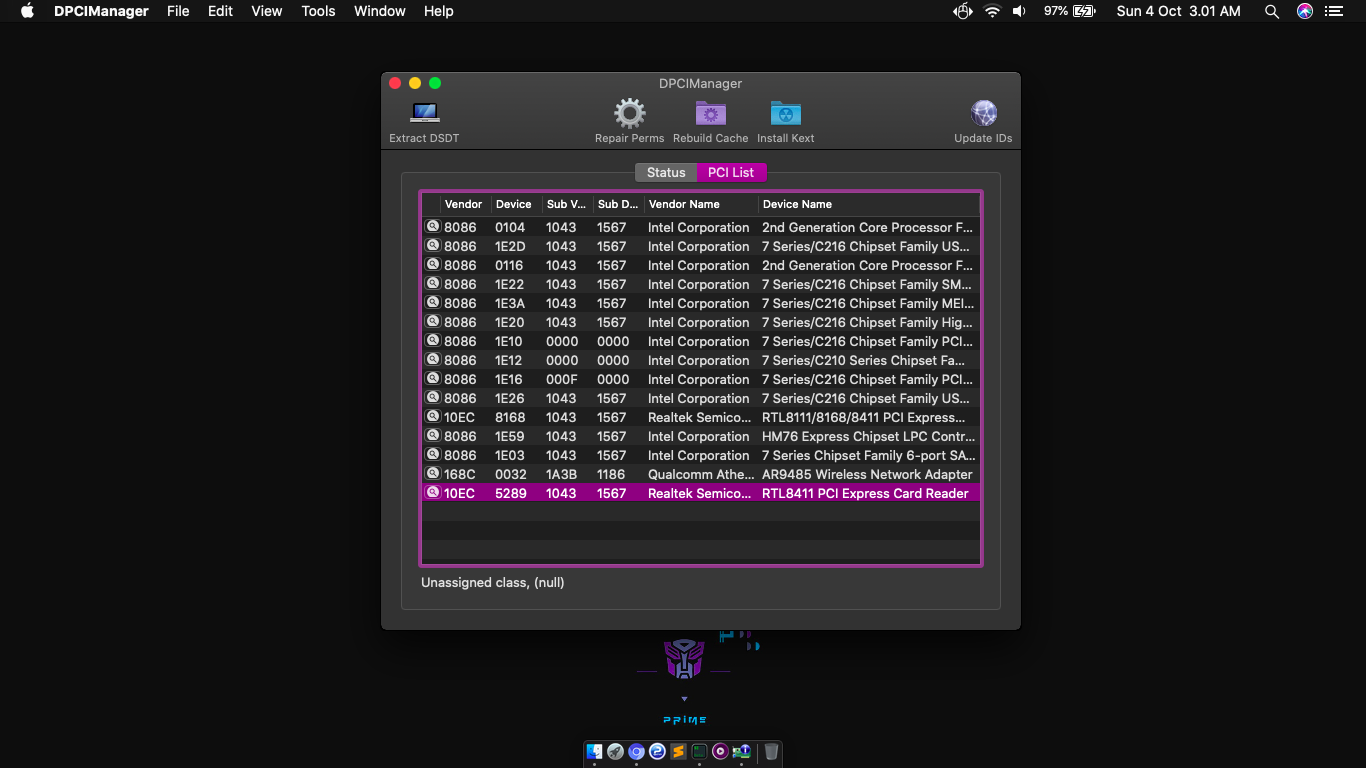 DPCIManager File Edit View Tools Window Help 97% Sun 4 Oct 3.01 AM
DPCIManager
Extract DSDT Repair Perms Rebuild Cache Install Kext Update IDs
Status PCI List
Vendor Device Sub V... Sub D... Vendor Name Device Name
8086 0104 1043 1567 Intel Corporation 2nd Generation Core Processor F...
8086 1E2D 1043 1567 Intel Corporation 7 Series/C216 Chipset Family US...
8086 0116 1043 1567 Intel Corporation 2nd Generation Core Processor F...
8086 1E22 1043 1567 Intel Corporation 7 Series/C216 Chipset Family SM...
8086 1E3A 1043 1567 Intel Corporation 7 Series/C216 Chipset Family MEI...
8086 1E20 1043 1567 Intel Corporation 7 Series/C216 Chipset Family Hig...
8086 1E10 0000 0000 Intel Corporation 7 Series/C216 Chipset Family PCI...
8086 1E12 0000 0000 Intel Corporation 7 Series/C210 Series Chipset Fa...
8086 1E16 000F 0000 Intel Corporation 7 Series/C216 Chipset Family PCI...
8086 1E26 1043 1567 Intel Corporation 7 Series/C216 Chipset Family US...
10EC 8168 1043 1567 Realtek Semico... RTL8111/8168/8411 PCI Express...
8086 1E59 1043 1567 Intel Corporation HM76 Express Chipset LPC Contr...
8086 1E03 1043 1567 Intel Corporation 7 Series Chipset Family 6-port SA...
168C 0032 1A3B 1186 Qualcomm Athe... AR9485 Wireless Network Adapter
10EC 5289 1043 1567 Realtek Semico... RTL8411 PCI Express Card Reader
Unassigned class, (null)
PRIME